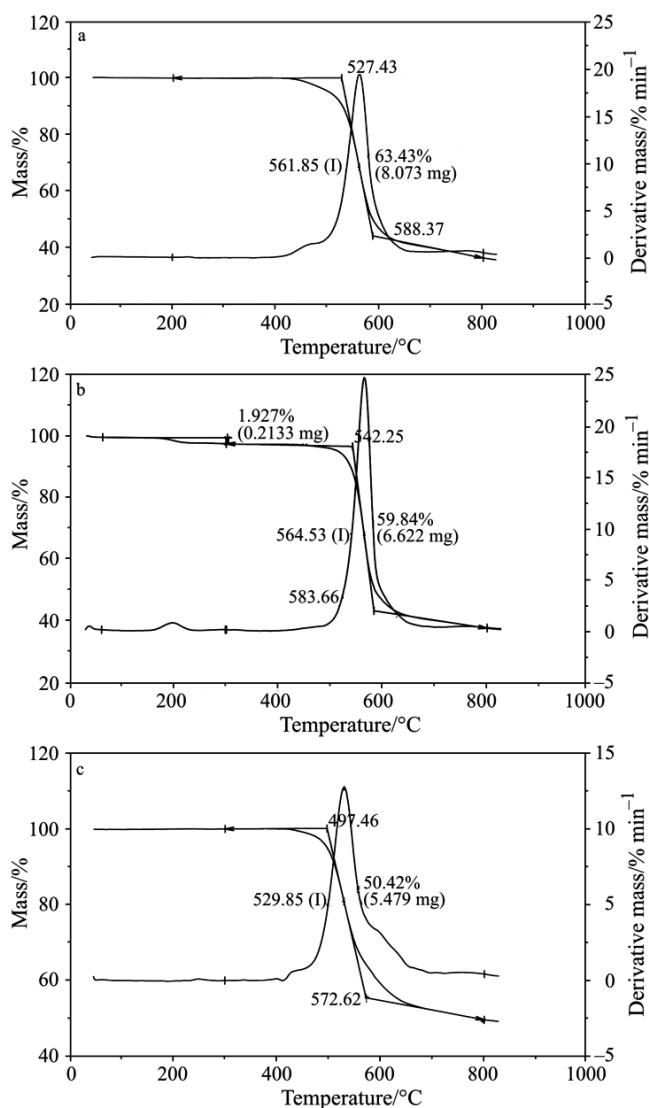 a
527.43
561.85 (I)
63.43%
(8.073 mg)
588.37
Mass/%
100
80
60
40
20
Derivative mass/% min⁻¹
25
20
15
10
5
0
−5
0 200 400 600 800 1000
Temperature/°C
b
1.927%
(0.2133 mg)
542.25
564.53 (I)
59.84%
(6.622 mg)
583.66
Mass/%
120
100
80
60
40
20
Derivative mass/% min⁻¹
25
20
15
10
5
0
−5
0 200 400 600 800 1000
Temperature/°C
c
497.46
529.85 (I)
50.42%
(5.479 mg)
572.62
Mass/%
120
100
80
60
40
Derivative mass/% min⁻¹
15
10
5
0
−5
0 200 400 600 800 1000
Temperature/°C